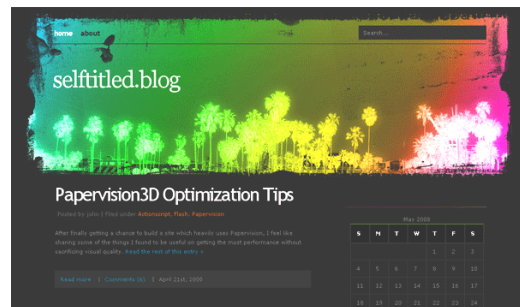 home about
Search...
selftitled.blog
Papervision3D Optimization Tips
Posted by john | Filed under Actionscript, Flash, Papervision
After finally getting a chance to build a site which heavily uses Papervision, I feel like
sharing some of the things I found to be useful on getting the most performance without
sacrificing visual quality. Read the rest of this entry »
Read more | Comments (6) | April 21st, 2008
May 2008
S M T W T F S
1 2 3
4 5 6 7 8 9 10
11 12 13 14 15 16 17
18 19 20 21 22 23 24